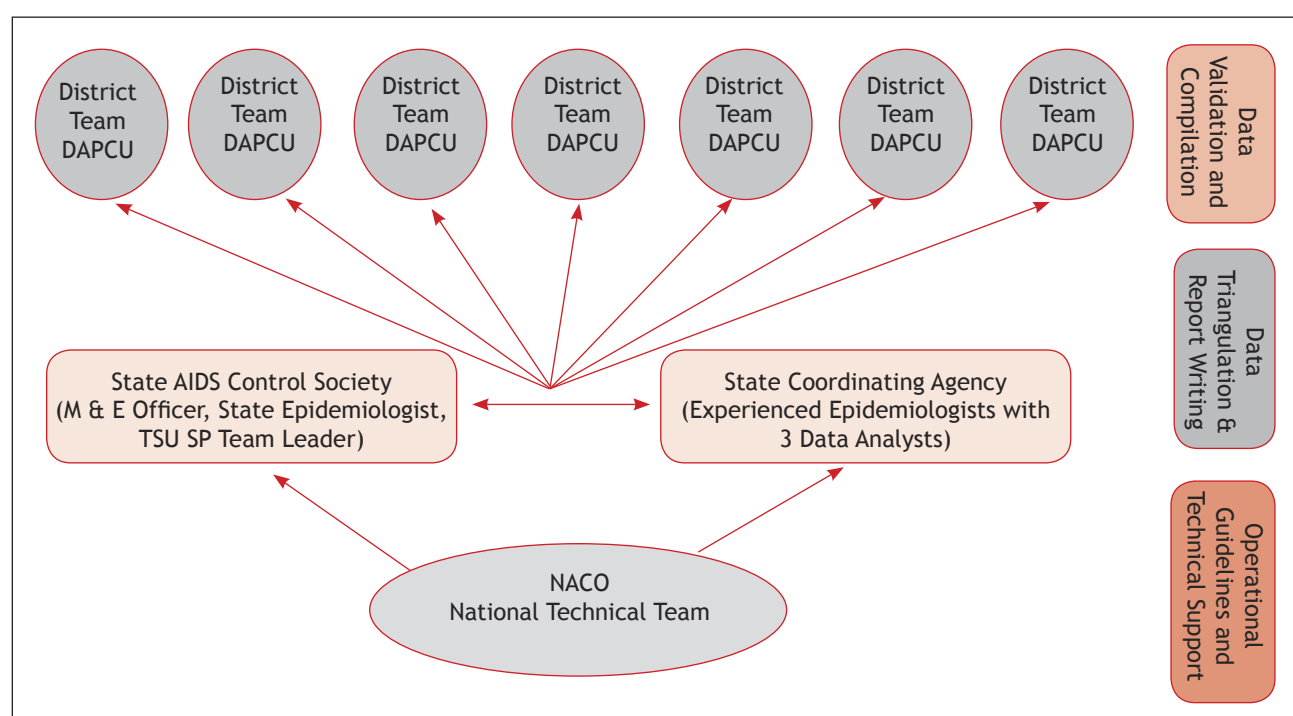 District
Team
DAPCU
District
Team
DAPCU
District
Team
DAPCU
District
Team
DAPCU
District
Team
DAPCU
District
Team
DAPCU
District
Team
DAPCU
Data
Validation and
Compilation
Data
Triangulation &
Report Writing
State AIDS Control Society
(M & E Officer, State Epidemiologist,
TSU SP Team Leader)
State Coordinating Agency
(Experienced Epidemiologists with
3 Data Analysts)
Operational
Guidelines and
Technical Support
NACO
National Technical Team